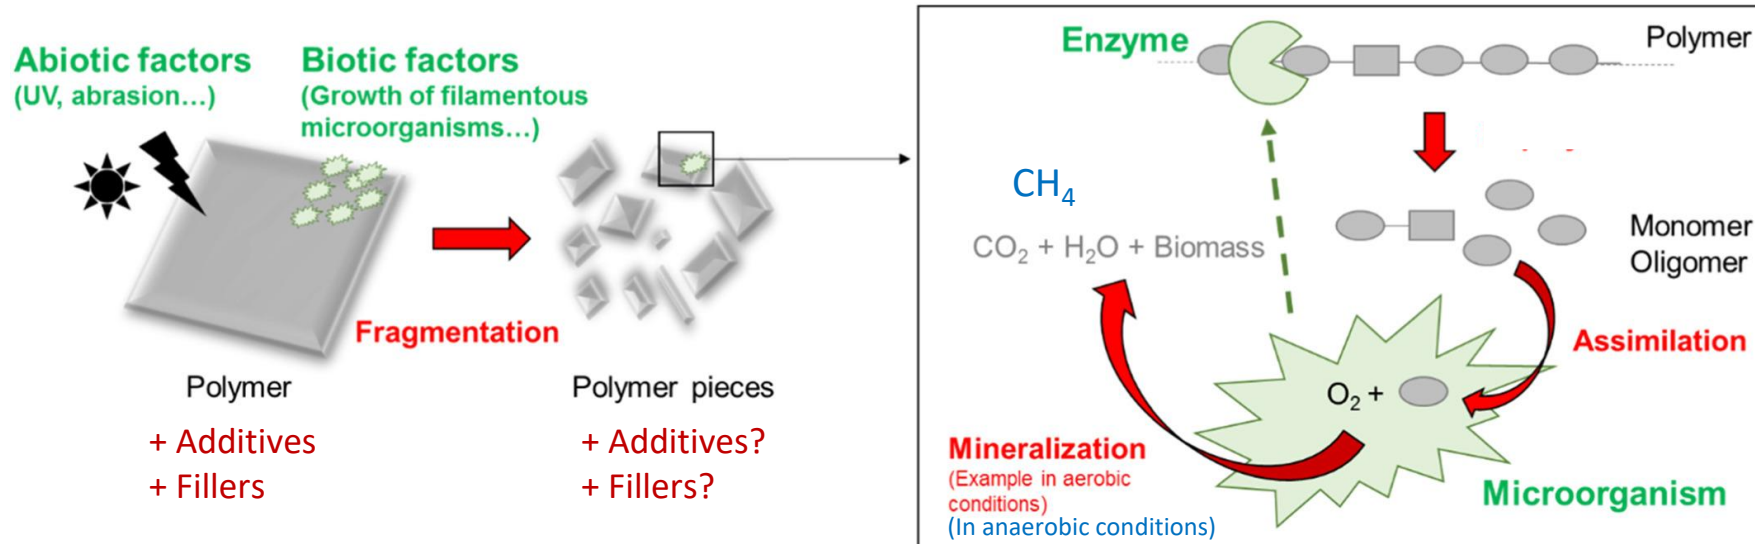 Abiotic factors
(UV, abrasion…)
Biotic factors
(Growth of filamentous
microorganisms…)
Fragmentation
Polymer
+ Additives
+ Fillers
Polymer pieces
+ Additives?
+ Fillers?
Enzyme
Polymer
Monomer
Oligomer
CH₄
CO₂ + H₂O + Biomass
Assimilation
O₂ +
Mineralization
(Example in aerobic
conditions)
(In anaerobic conditions)
Microorganism